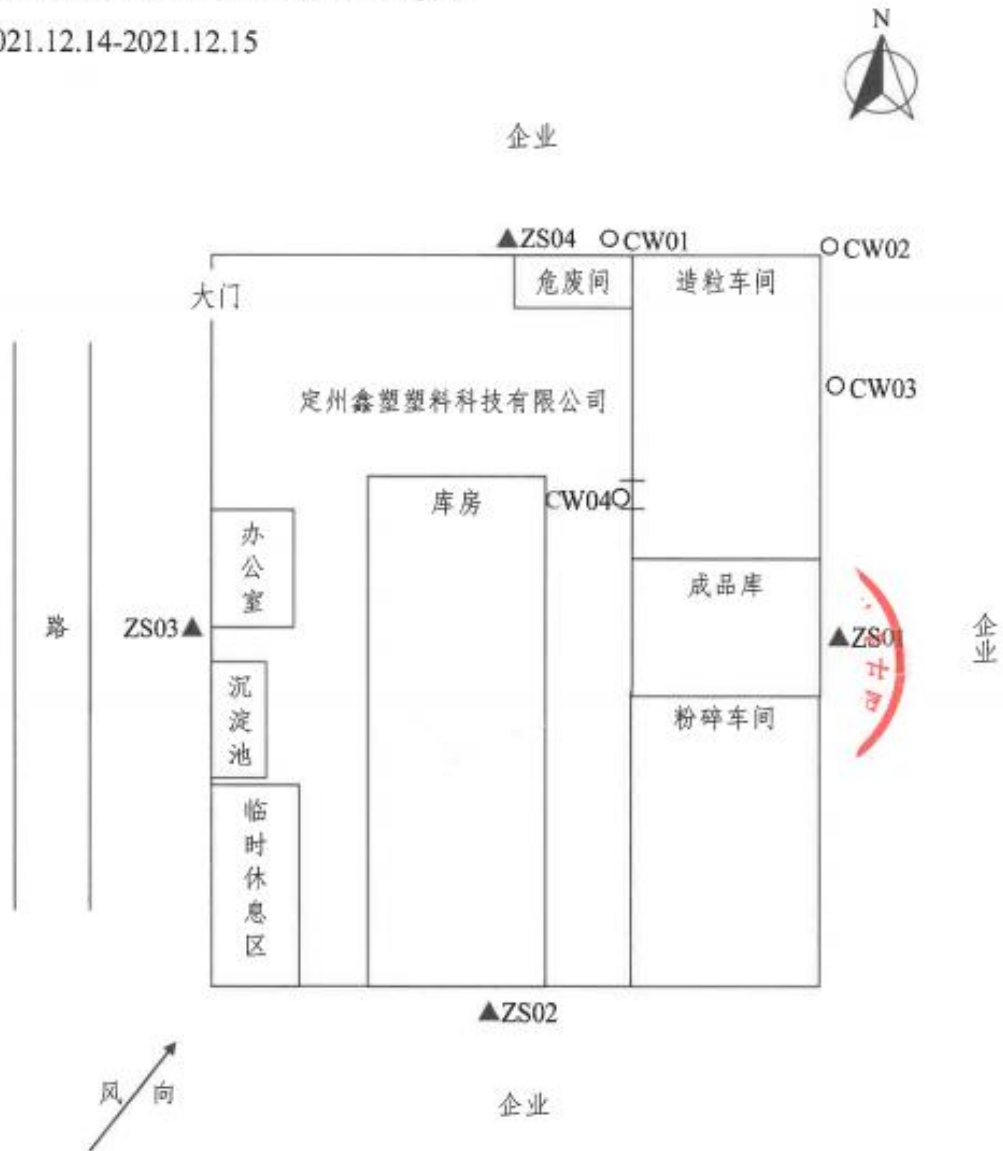 021.12.14-2021.12.15
N
企业
▲ZS04 ○CW01
○CW02
危废间
造粒车间
大门
○CW03
定州鑫塑塑料科技有限公司
库房
CW04○
办公室
成品库
路
ZS03▲
▲ZS01
企业
沉淀池
粉碎车间
临时休息区
▲ZS02
风向
企业